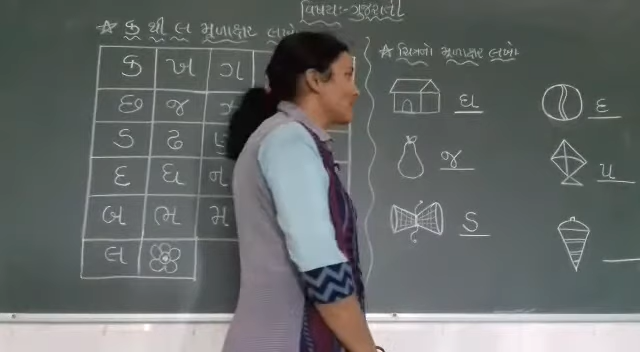 વિષય:- ગુજરાતી
ક થી લ મૂળાક્ષર લખો
ક ખ ગ
છ જ ઝ
ડ ઢ ણ
દ ધ ન
બ ભ મ
લ
ચિત્રનો મૂળાક્ષર લખો
ઘ દ
જ પ
ડ